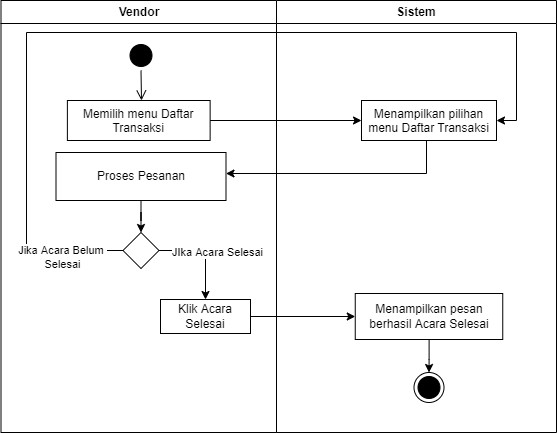 Vendor
Sistem
Memilih menu Daftar
Transaksi
Menampilkan pilihan
menu Daftar Transaksi
Proses Pesanan
Jika Acara Belum
Selesai
JIka Acara Selesai
Klik Acara
Selesai
Menampilkan pesan
berhasil Acara Selesai